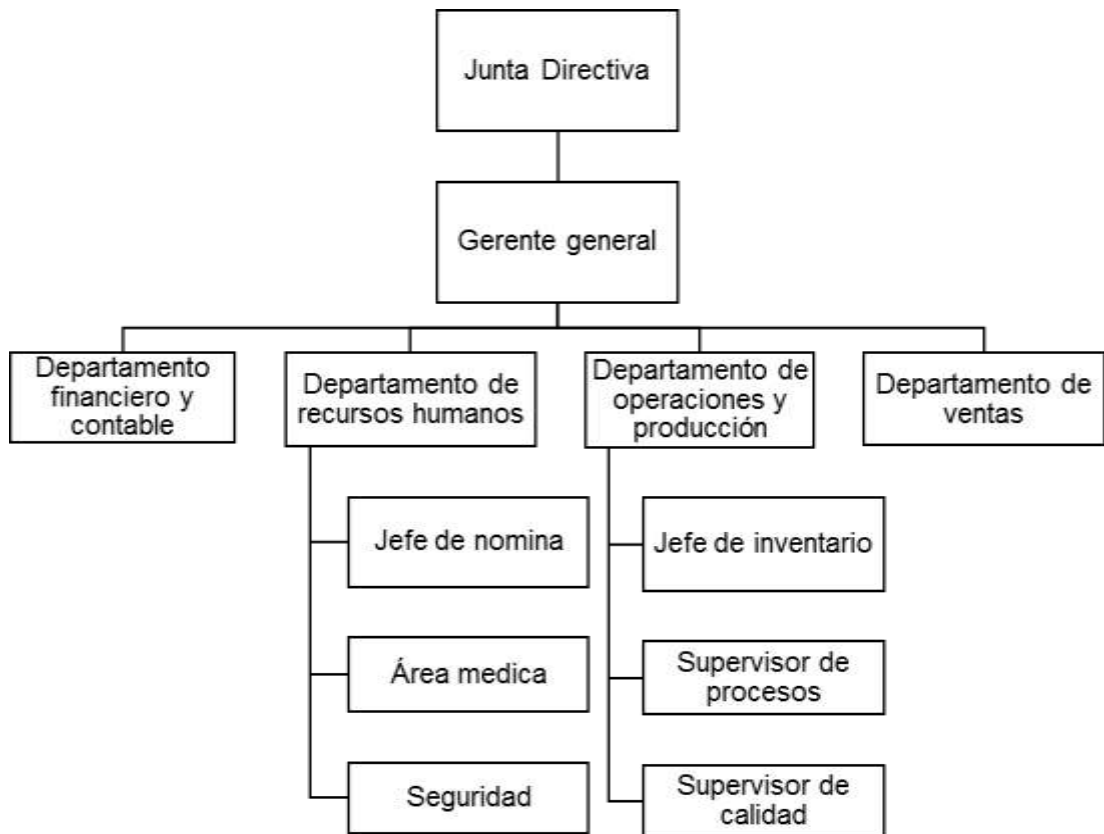 Junta Directiva
Gerente general
Departamento
financiero y
contable
Departamento de
recursos humanos
Departamento de
operaciones y
producción
Departamento de
ventas
Jefe de nomina
Jefe de inventario
Área medica
Supervisor de
procesos
Seguridad
Supervisor de
calidad